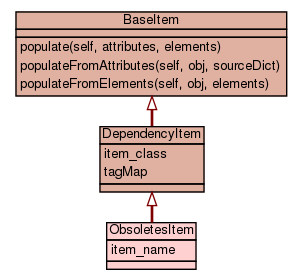 BaseItem
populate(self, attributes, elements)
populateFromAttributes(self, obj, sourceDict)
populateFromElements(self, obj, elements)
DependencyItem
item_class
tagMap
ObsoletesItem
item_name